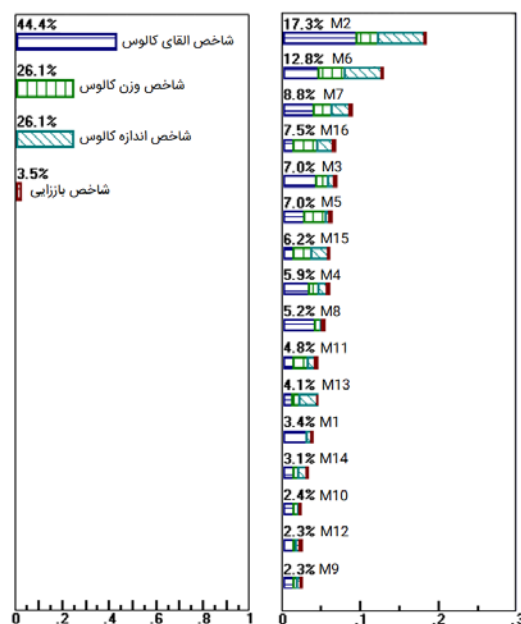 44.4%
شاخص القای کالوس
26.1%
شاخص وزن کالوس
26.1%
شاخص اندازه کالوس
3.5%
شاخص باززایی
0 .2 .4 .6 .8 1
17.3% M2
12.8% M6
8.8% M7
7.5% M16
7.0% M3
7.0% M5
6.2% M15
5.9% M4
5.2% M8
4.8% M11
4.1% M13
3.4% M1
3.1% M14
2.4% M10
2.3% M12
2.3% M9
0 .1 .2 .3